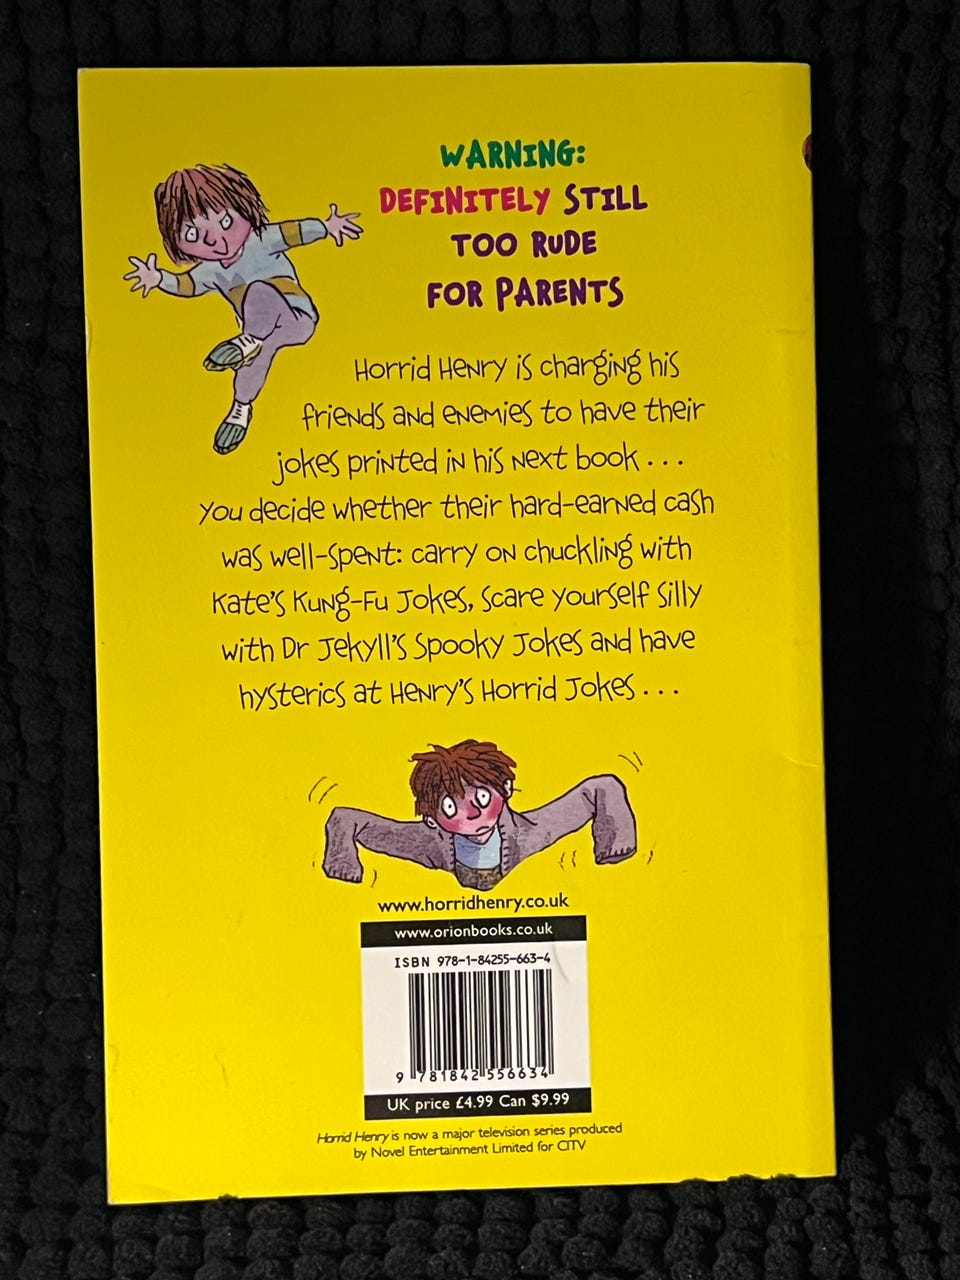 WARNING:
DEFINITELY STILL
TOO RUDE
FOR PARENTS
Horrid Henry is charging his
friends and enemies to have their
jokes printed in his next book . . .
You decide whether their hard-earned cash
was well-spent: carry on chuckling with
Kate's Kung-Fu Jokes, scare yourself silly
with Dr Jekyll's Spooky Jokes and have
hysterics at Henry's Horrid Jokes . . .
www.horridhenry.co.uk
www.orionbooks.co.uk
ISBN 978-1-84255-663-4
9 781842 556634
UK price £4.99 Can $9.99
Horrid Henry is now a major television series produced
by Novel Entertainment Limited for CITV